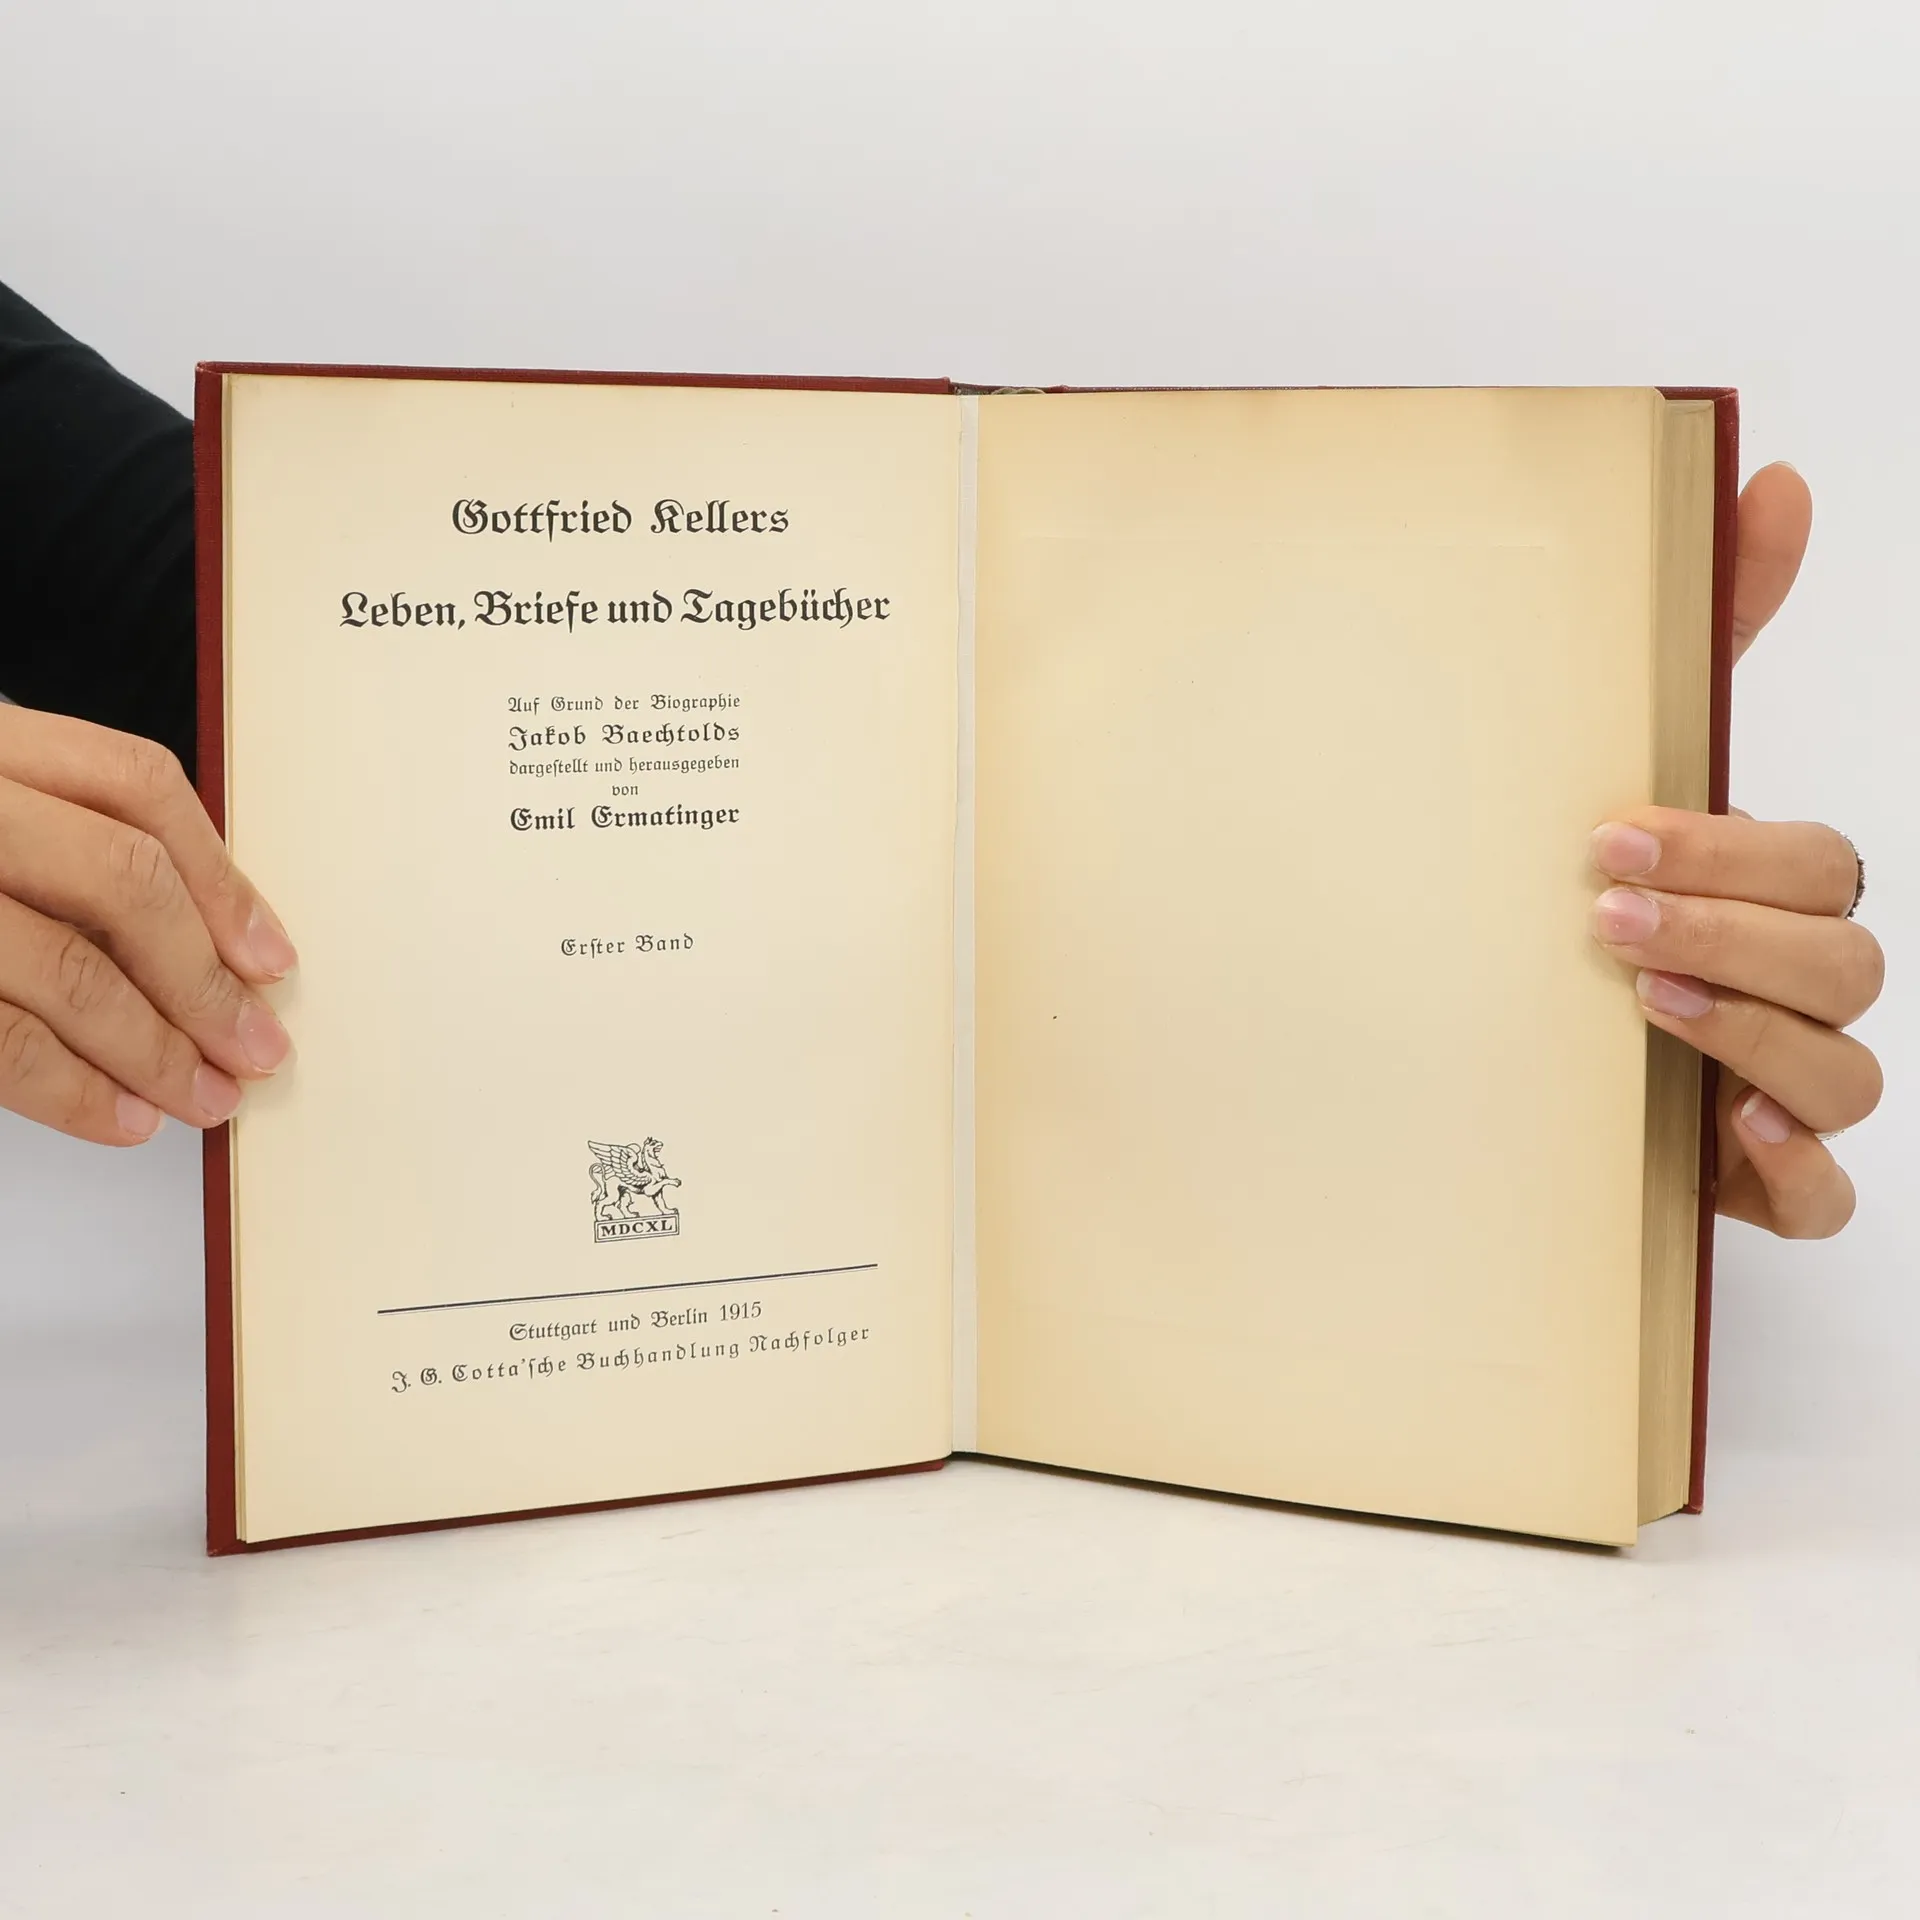 Gottfried Kellers
Leben, Briefe und Tagebücher
Auf Grund der Biographie
Jakob Baechtolds
dargeſtellt und herausgegeben
von
Emil Ermatinger
Erſter Band
MDCXL
Stuttgart und Berlin 1915
J. G. Cotta'ſche Buchhandlung Nachfolger